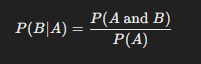 P(B|A) = P(A and B) / P(A)